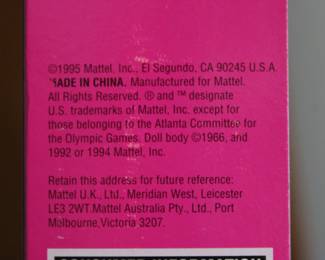 ©1995 Mattel, Inc., El Segundo, CA 90245 U.S.A.
MADE IN CHINA. Manufactured for Mattel.
All Rights Reserved. ® and ™ designate
U.S. trademarks of Mattel, Inc. except for
those belonging to the Atlanta Committee for
the Olympic Games. Doll body ©1966, and
1992 or 1994 Mattel, Inc.
Retain this address for future reference:
Mattel U.K., Ltd., Meridian West, Leicester
LE3 2WT.Mattel Australia Pty., Ltd., Port
Malbourne,Victoria 3207.
CONSUMER INFORMATION